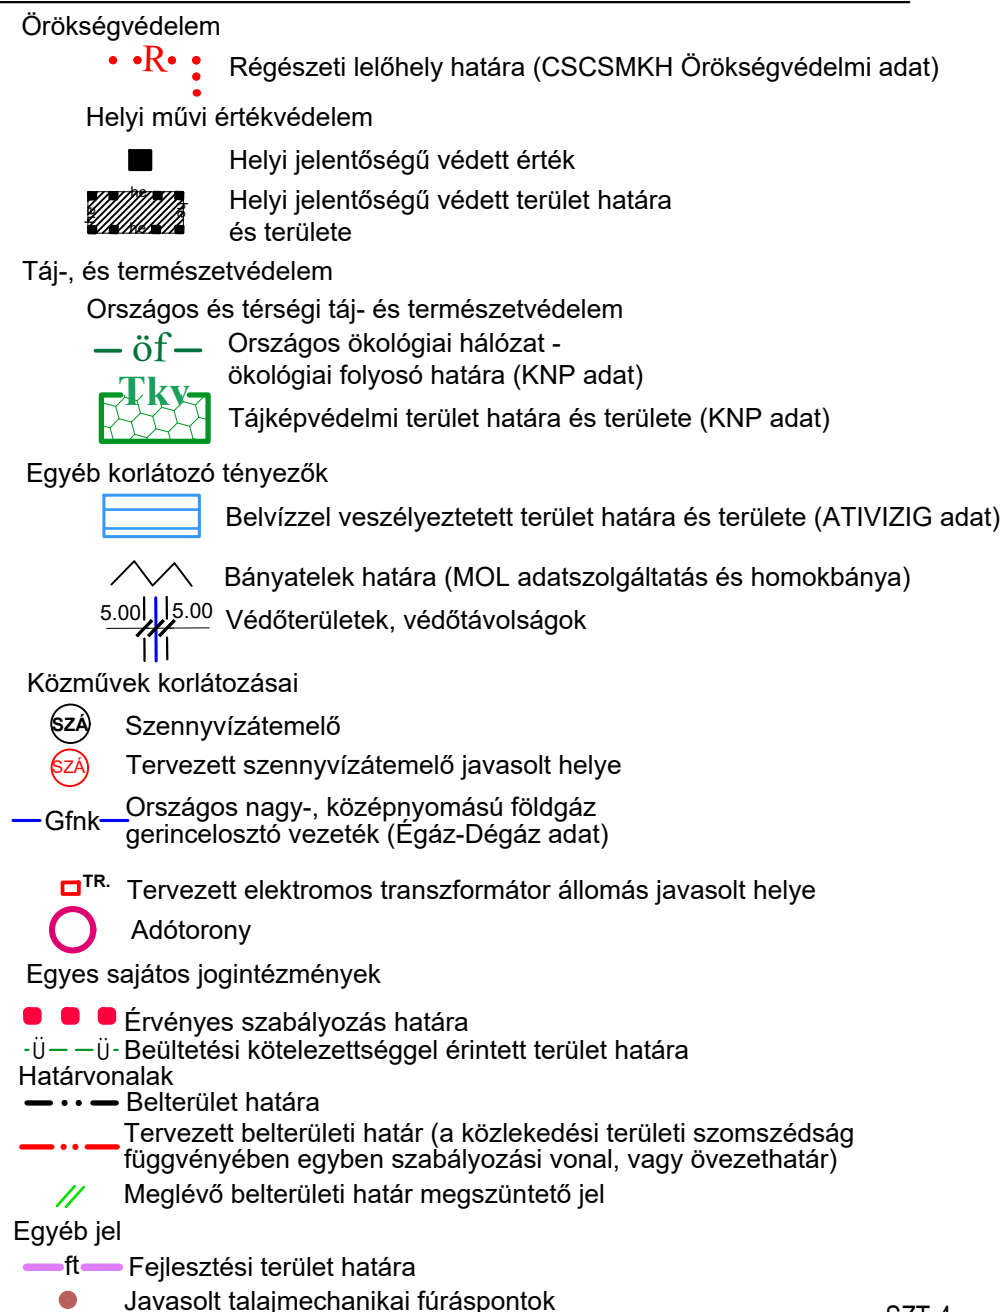 Örökségvédelem
R Régészeti lelőhely határa (CSCSMKH Örökségvédelmi adat)
Helyi művi értékvédelem
Helyi jelentőségű védett érték
he he he he Helyi jelentőségű védett terület határa
és területe
Táj-, és természetvédelem
Országos és térségi táj- és természetvédelem
öf Országos ökológiai hálózat -
ökológiai folyosó határa (KNP adat)
Tkv Tájképvédelmi terület határa és területe (KNP adat)
Egyéb korlátozó tényezők
Belvízzel veszélyeztetett terület határa és területe (ATIVIZIG adat)
Bányatelek határa (MOL adatszolgáltatás és homokbánya)
5.00 5.00 Védőterületek, védőtávolságok
Közművek korlátozásai
SZÁ Szennyvízátemelő
SZÁ Tervezett szennyvízátemelő javasolt helye
Gfnk Országos nagy-, középnyomású földgáz
gerincelosztó vezeték (Égáz-Dégáz adat)
TR. Tervezett elektromos transzformátor állomás javasolt helye
Adótorony
Egyes sajátos jogintézmények
Érvényes szabályozás határa
Ü Ü Beültetési kötelezettséggel érintett terület határa
Határvonalak
Belterület határa
Tervezett belterületi határ (a közlekedési területi szomszédság
függvényében egyben szabályozási vonal, vagy övezethatár)
Meglévő belterületi határ megszüntető jel
Egyéb jel
ft Fejlesztési terület határa
Javasolt talajmechanikai fúráspontok